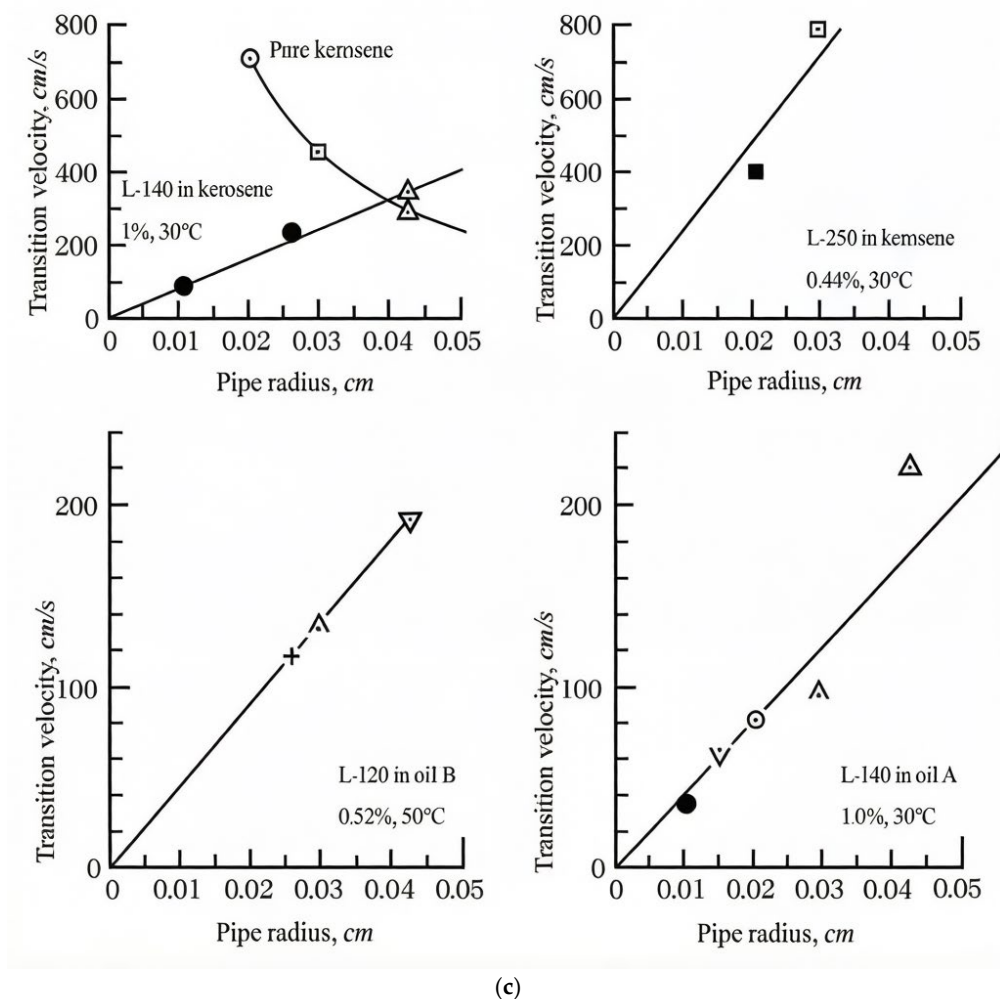 800
600
400
200
0
Transition velocity, cm/s
Pnre kemsene
L-140 in kerosene
1%, 30°C
0 0.01 0.02 0.03 0.04 0.05
Pipe radius, cm
800
600
400
200
0
Transition velocity, cm/s
L-250 in kemsene
0.44%, 30°C
0 0.01 0.02 0.03 0.04 0.05
Pipe radius, cm
200
100
0
Transition velocity, cm/s
L-120 in oil B
0.52%, 50°C
0 0.01 0.02 0.03 0.04 0.05
Pipe radius, cm
200
100
0
Transition velocity, cm/s
L-140 in oil A
1.0%, 30°C
0 0.01 0.02 0.03 0.04 0.05
Pipe radius, cm
(c)